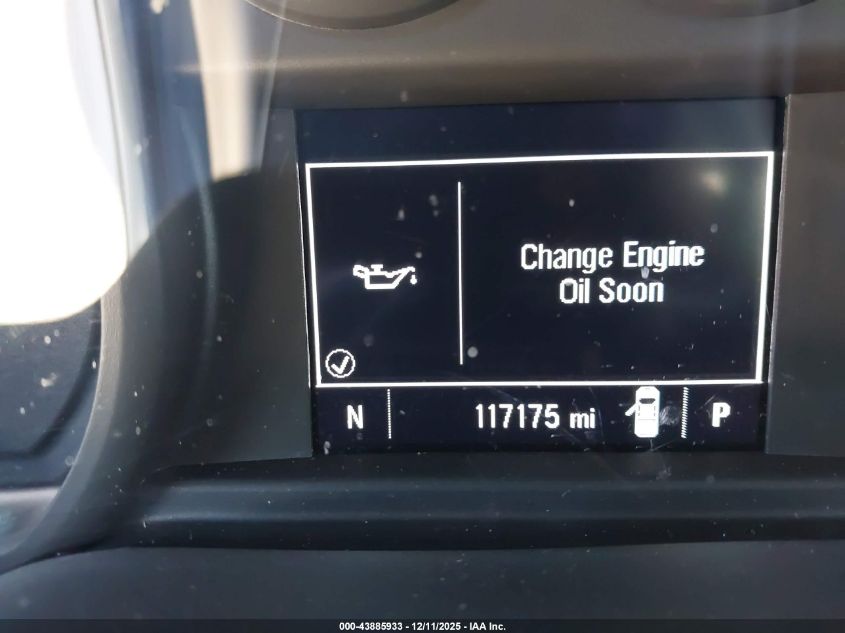 Change Engine
Oil Soon
N 117175 mi P
000-43885933 - 12/11/2025 - IAA Inc.